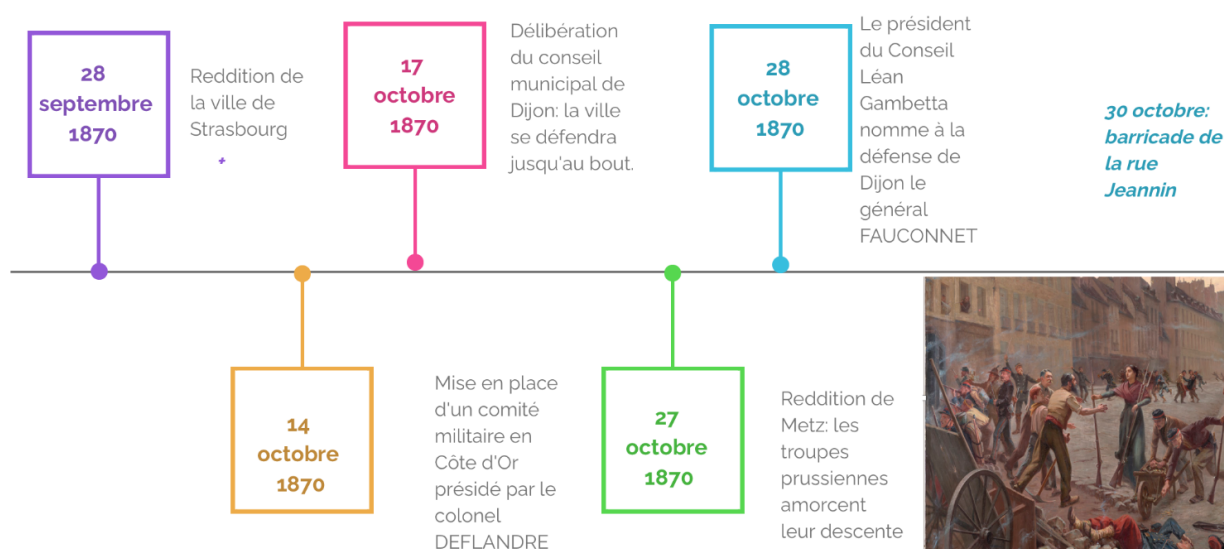 28
septembre
1870
Reddition de
la ville de
Strasbourg
+
17
octobre
1870
Délibération
du conseil
municipal de
Dijon: la ville
se défendra
jusqu'au bout.
28
octobre
1870
Le président
du Conseil
Léan
Gambetta
nomme à la
défense de
Dijon le
général
FAUCONNET
30 octobre:
barricade de
la rue
Jeannin
14
octobre
1870
Mise en place
d'un comité
militaire en
Côte d'Or
présidé par le
colonel
DEFLANDRE
27
octobre
1870
Reddition de
Metz: les
troupes
prussiennes
amorcent
leur descente